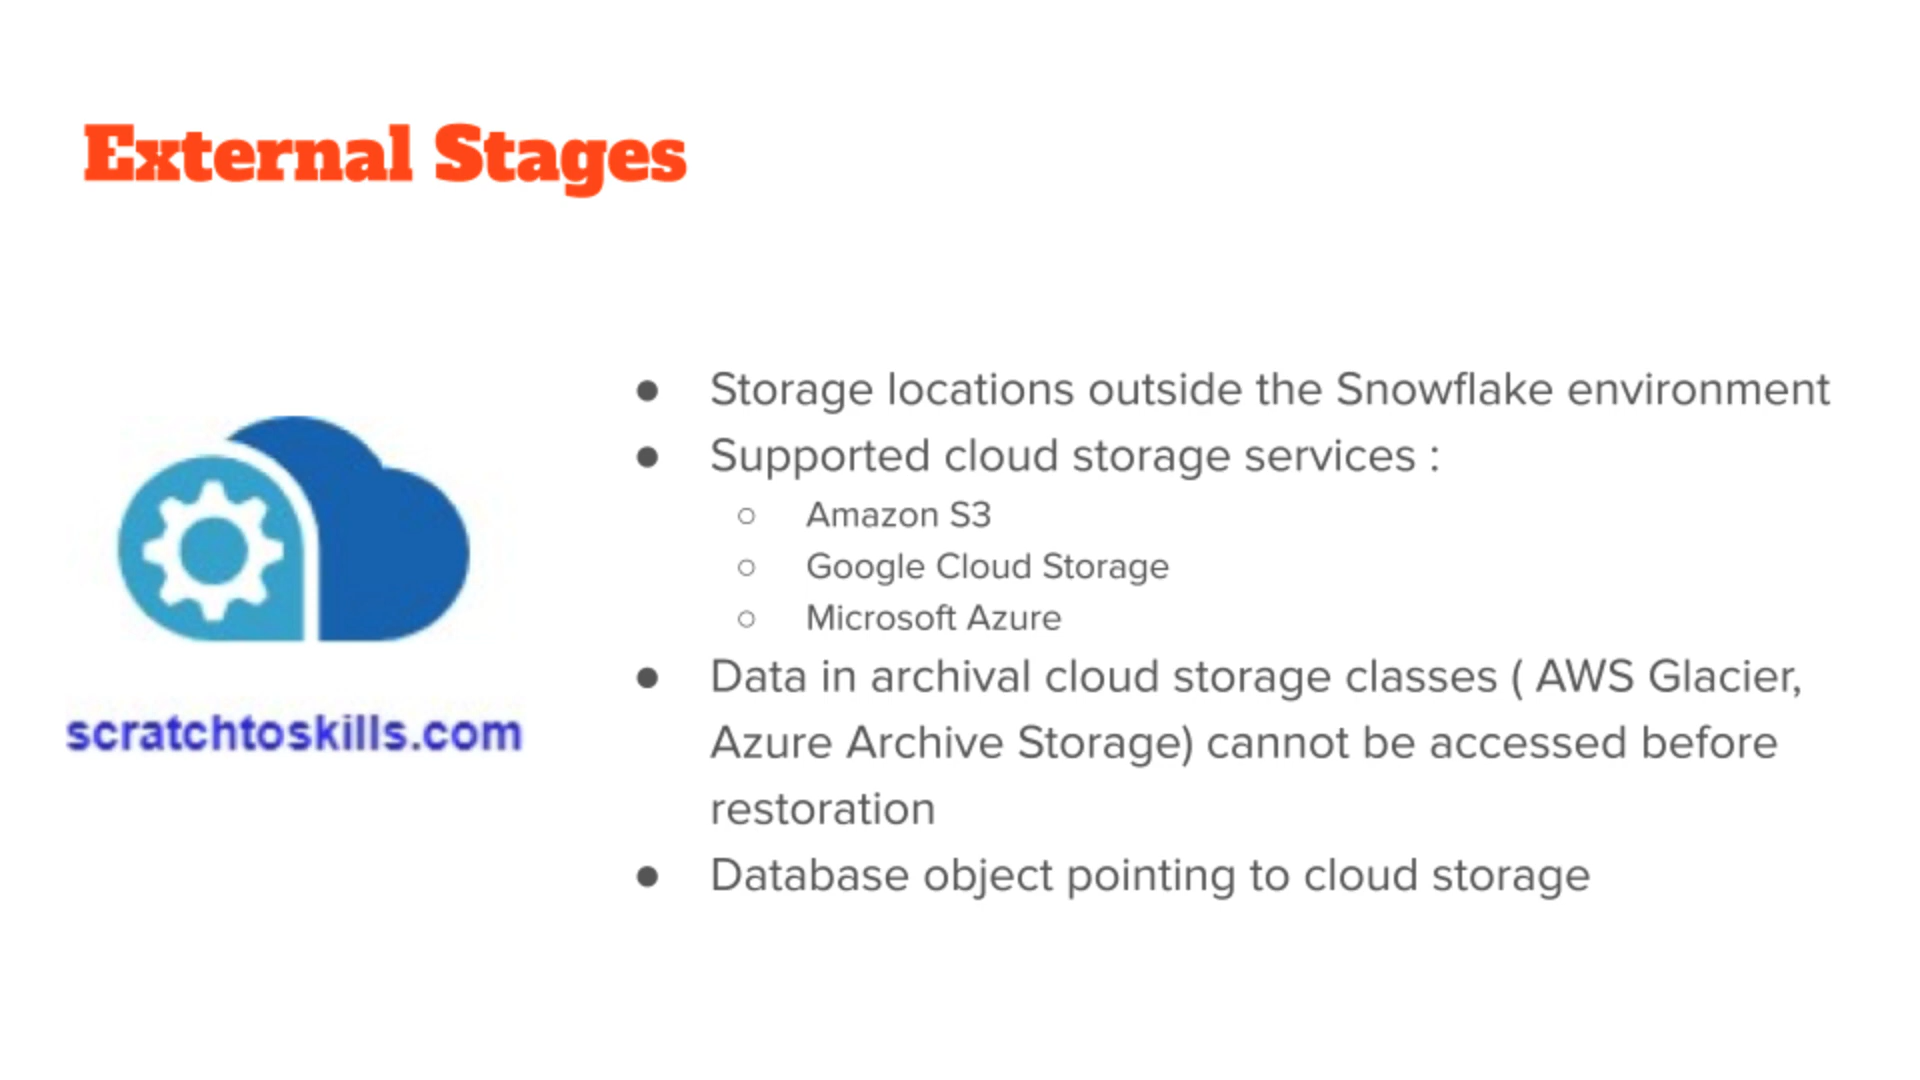 External Stages
● Storage locations outside the Snowflake environment
● Supported cloud storage services :
○ Amazon S3
○ Google Cloud Storage
○ Microsoft Azure
● Data in archival cloud storage classes ( AWS Glacier,
Azure Archive Storage) cannot be accessed before
restoration
● Database object pointing to cloud storage
scratchtoskills.com